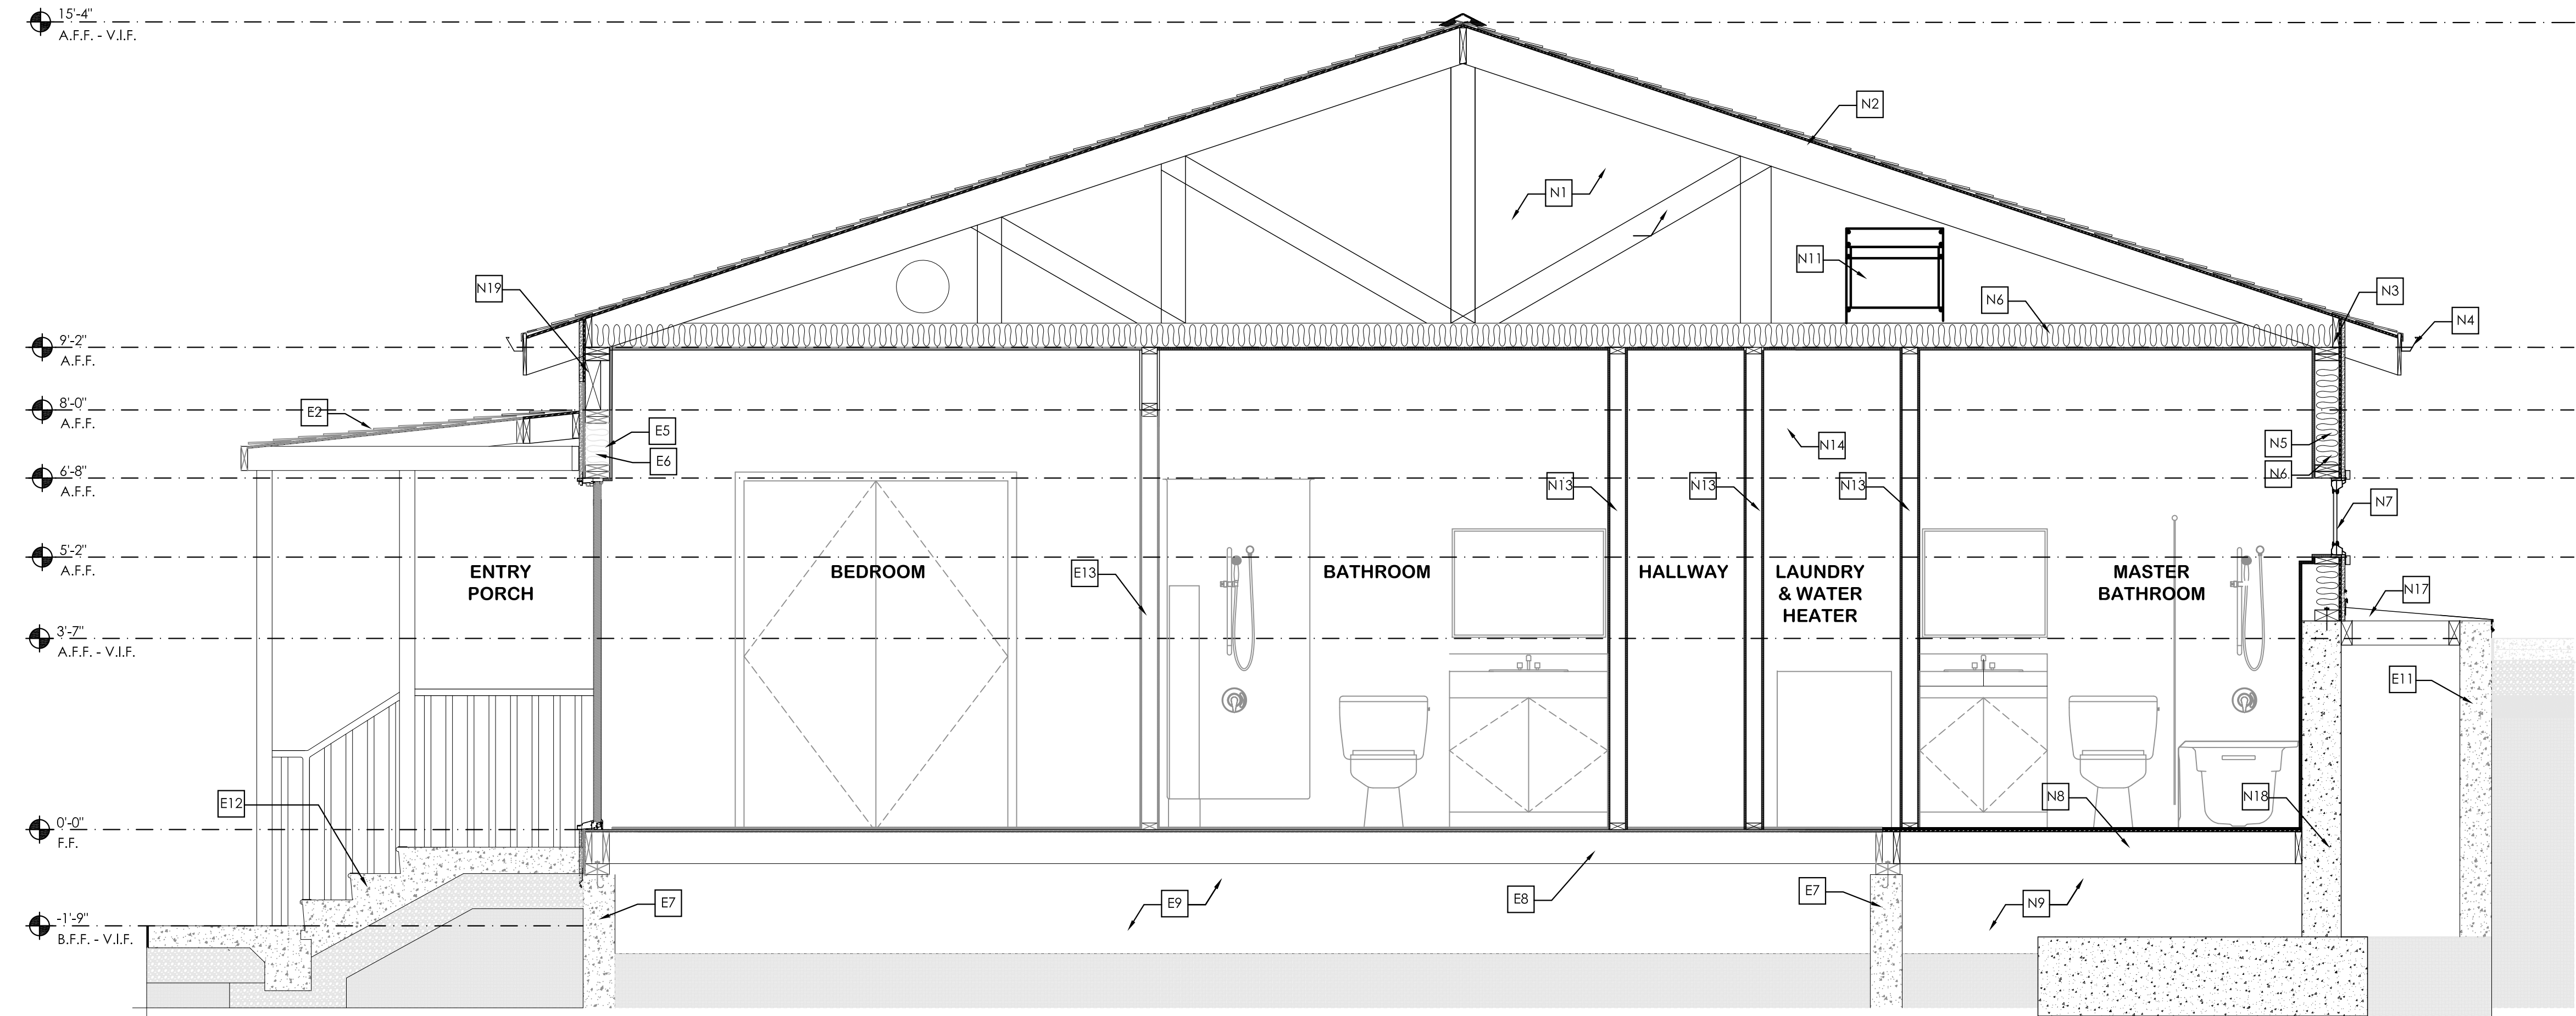 15'-4"
A.F.F. - V.I.F.
N2
N1
N11
N19
N6
N3
N4
9'-2"
A.F.F.
8'-0"
A.F.F.
E2
E5
E6
N14
N5
N6
6'-8"
A.F.F.
N13
N13
N13
N7
5'-2"
A.F.F.
ENTRY
PORCH
BEDROOM
E13
BATHROOM
HALLWAY
LAUNDRY
& WATER
HEATER
MASTER
BATHROOM
N17
3'-7"
A.F.F. - V.I.F.
E11
E12
N8
N18
0'-0"
F.F.
E7
E9
E8
E7
N9
-1'-9"
B.F.F. - V.I.F.